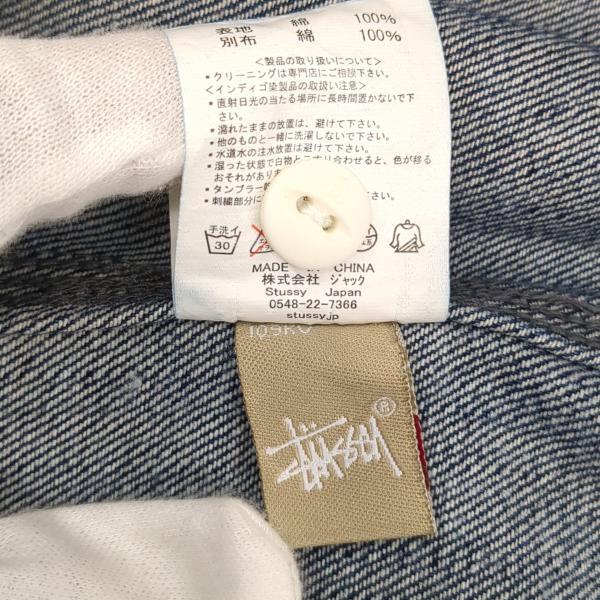 表地 綿 100%
別布 綿 100%
<製品の取り扱いについて>
・クリーニングは専門店にご相談下さい。
<インディゴ染製品の取扱い注意>
・直射日光の当たる場所に長時間置かないで下
さい。
・濡れたままの放置は、避けて下さい。
・他のものと一緒に洗濯しないで下さい。
・水道水の注水放置は避けて下さい。
・湿った状態で白物とこすり合わせると、色が移る
おそれがありま
・タンブラー
・刺繍部分に
手洗イ
30
MADE IN CHINA
株式会社 ジャック
Stussy Japan
0548-22-7366
stussy.jp
Stüssy ®